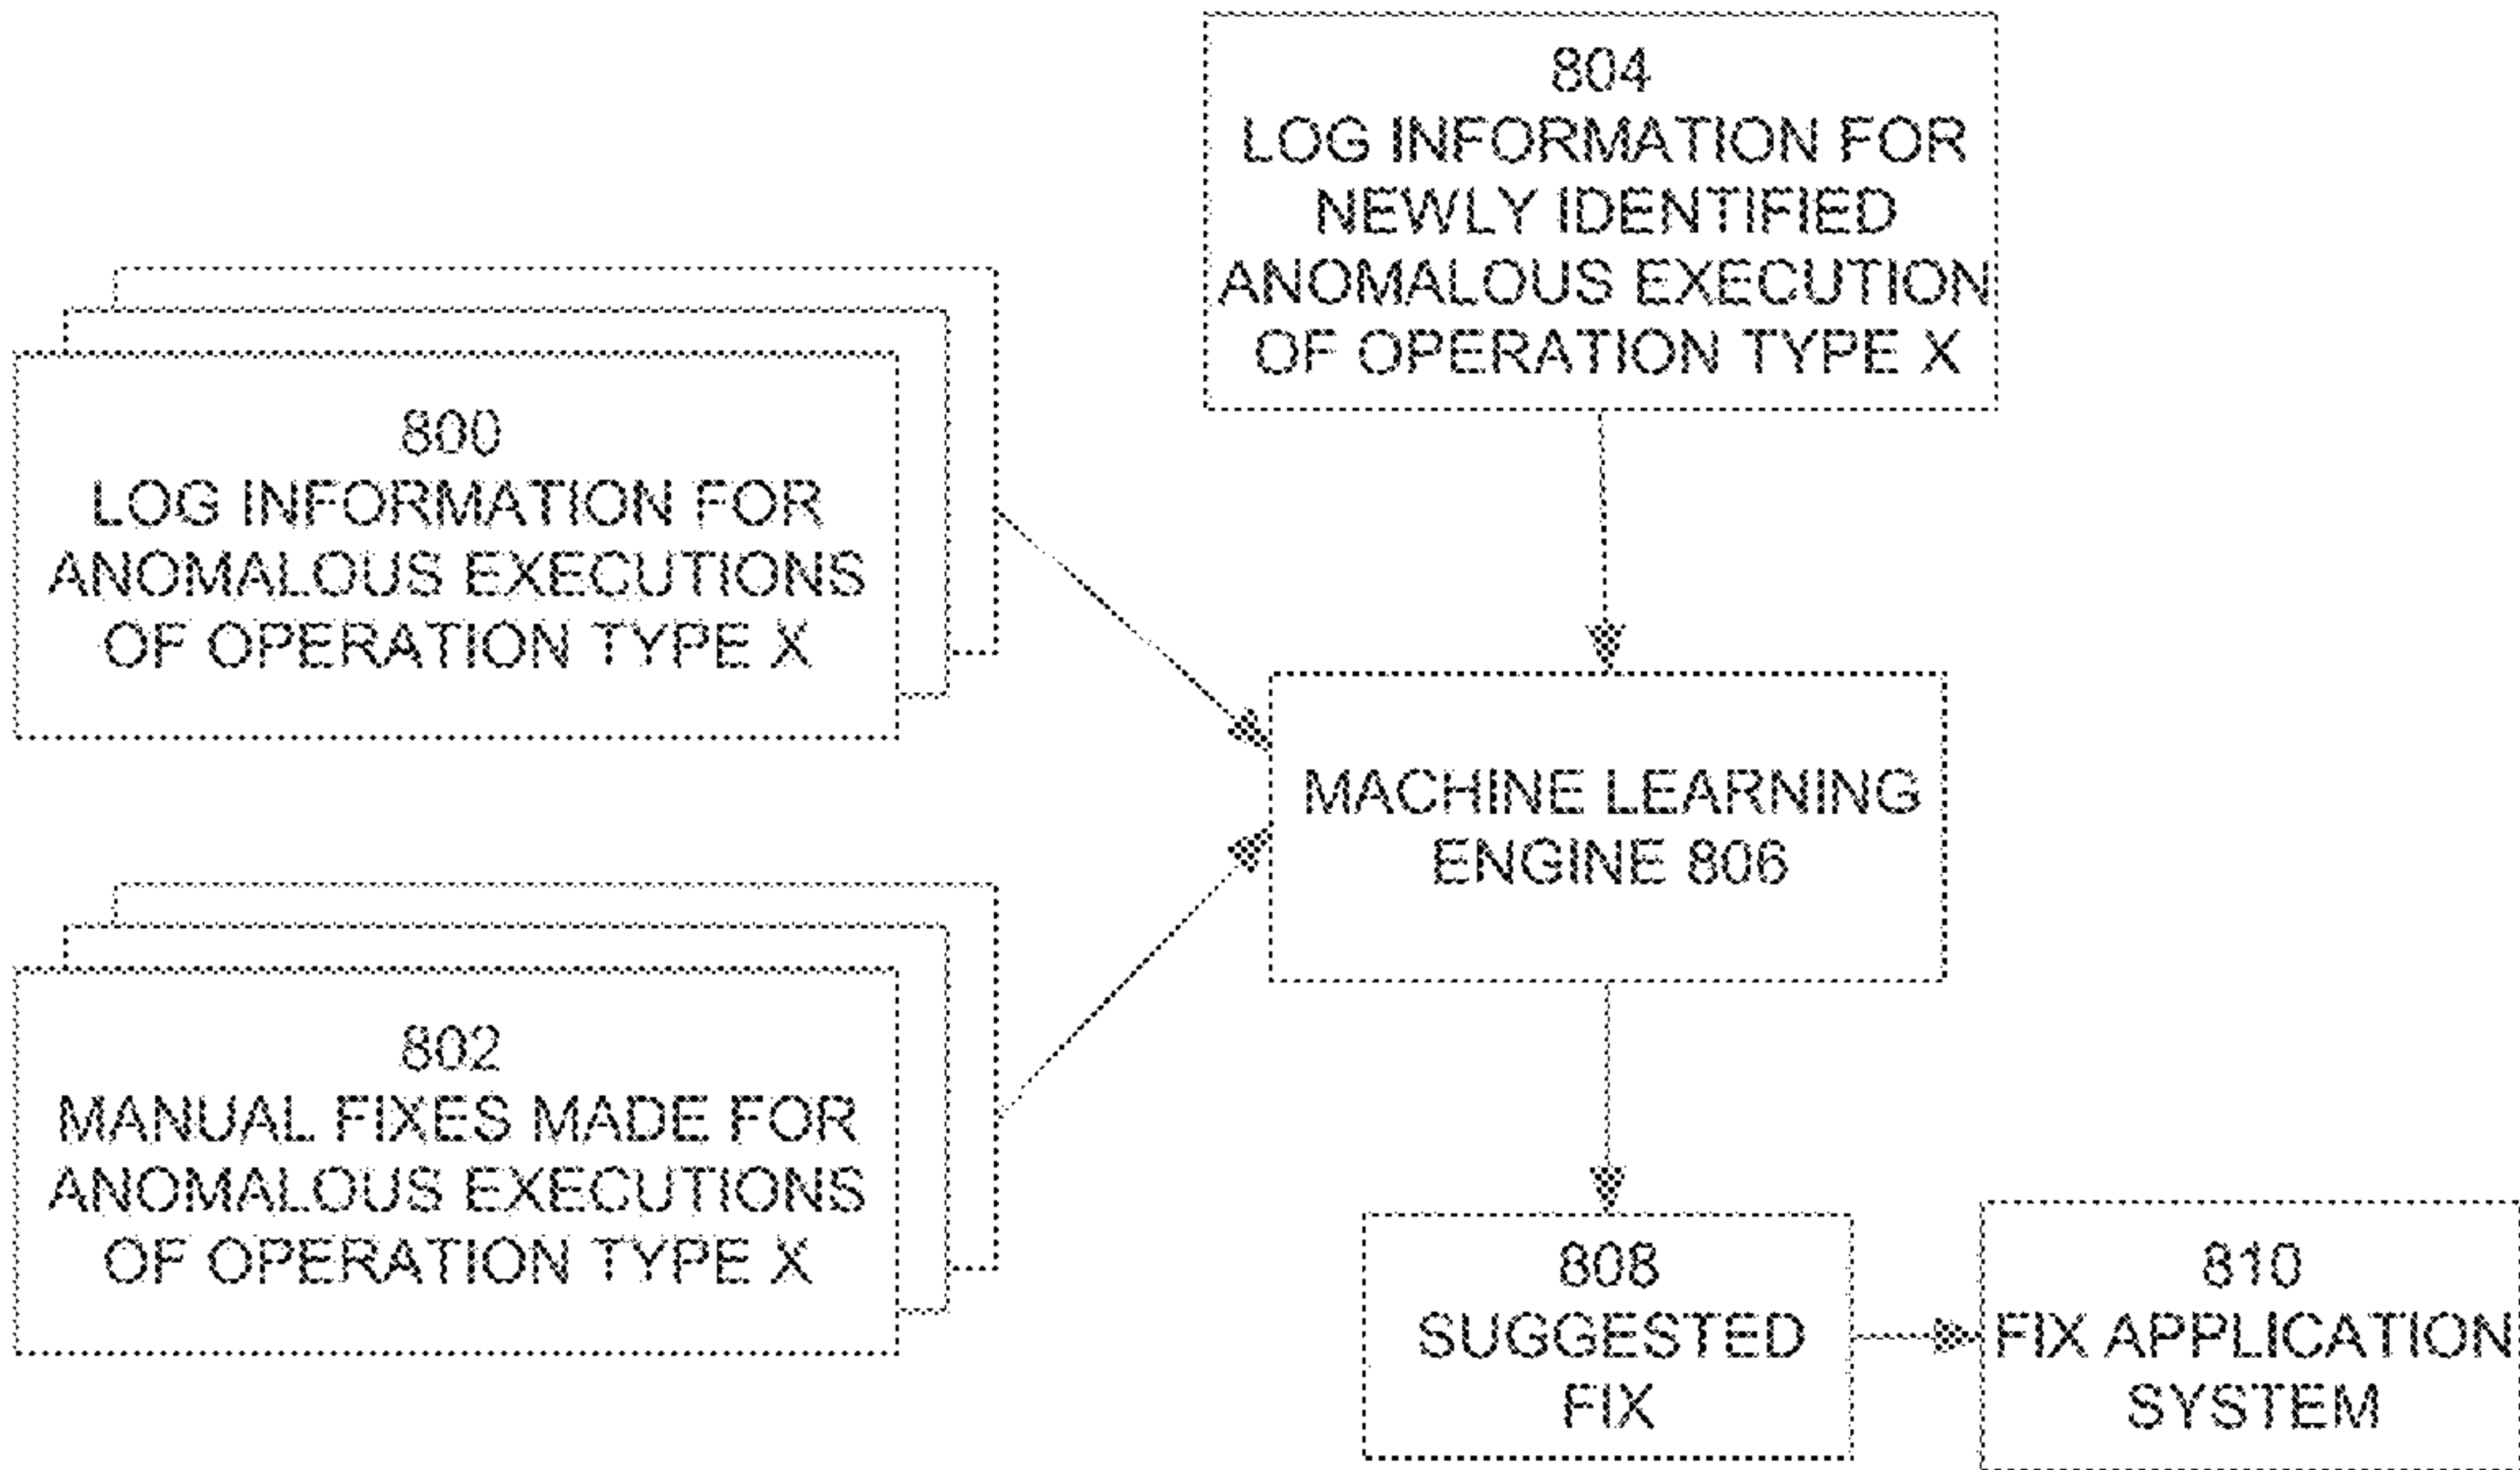 804
LOG INFORMATION FOR
NEWLY IDENTIFIED
ANOMALOUS EXECUTION
OF OPERATION TYPE X
800
LOG INFORMATION FOR
ANOMALOUS EXECUTIONS
OF OPERATION TYPE X
MACHINE LEARNING
ENGINE 806
802
MANUAL FIXES MADE FOR
ANOMALOUS EXECUTIONS
OF OPERATION TYPE X
808
SUGGESTED
FIX
810
FIX APPLICATION
SYSTEM